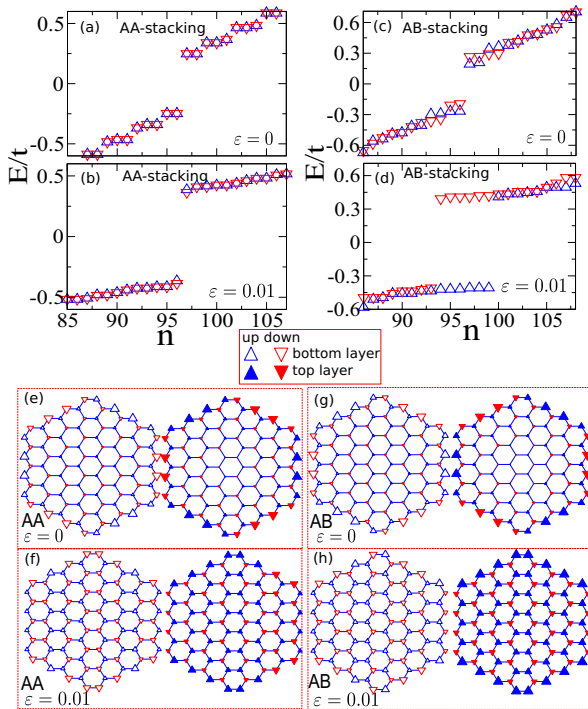 (a) AA-stacking
(c) AB-stacking
0.5
0
-0.5
ε=0
0.6
0.3
0
-0.3
-0.6
ε=0
E/t
(b) AA-stacking
(d) AB-stacking
0.5
0
-0.5
ε = 0.01
0.6
0.3
0
-0.3
-0.6
ε = 0.01
85 90 95 100 105
n
90 95 100 105
n
up down
bottom layer
top layer
(e)
AA
ε=0
(g)
AB
ε=0
(f)
AA
ε = 0.01
(h)
AB
ε = 0.01